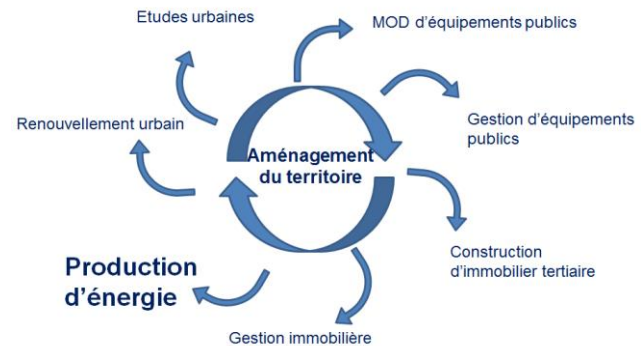 Etudes urbaines
MOD d’équipements publics
Gestion d’équipements
publics
Renouvellement urbain
Aménagement
du territoire
Construction
d’immobilier tertiaire
Production
d’énergie
Gestion immobilière